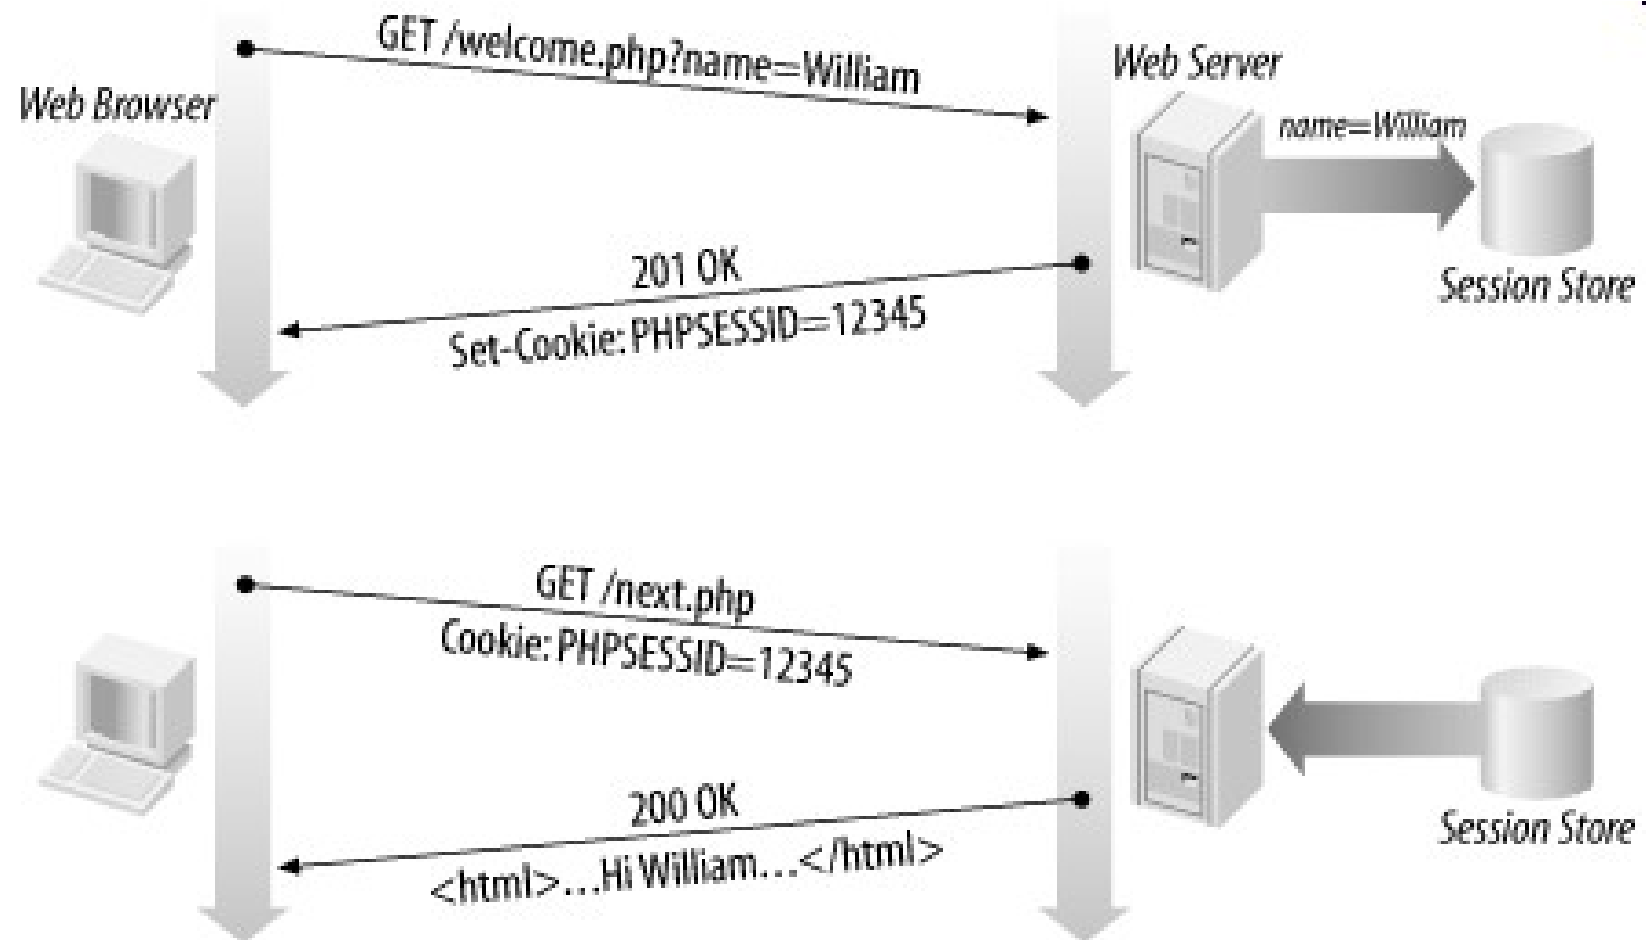 GET /welcome.php?name=William
Web Server
Web Browser
name=William
201 OK
Set-Cookie: PHPSESSID=12345
Session Store
GET /next.php
Cookie: PHPSESSID=12345
200 OK
<html>...Hi William...</html>
Session Store